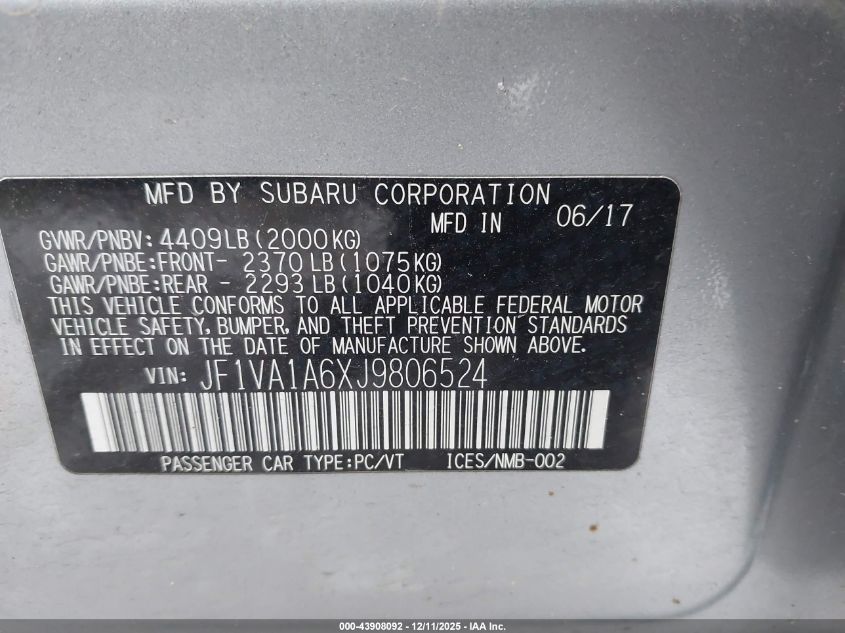 MFD BY SUBARU CORPORATION
MFD IN 06/17
GVWR/PNBV: 4409LB(2000KG)
GAWR/PNBE:FRONT- 2370LB(1075KG)
GAWR/PNBE:REAR - 2293LB(1040KG)
THIS VEHICLE CONFORMS TO ALL APPLICABLE FEDERAL MOTOR
VEHICLE SAFETY, BUMPER, AND THEFT PREVENTION STANDARDS
IN EFFECT ON THE DATE OF MANUFACTURE SHOWN ABOVE.
VIN: JF1VA1A6XJ9806524
PASSENGER CAR TYPE:PC/VT ICES/NMB-002
000-43908092 - 12/11/2025 - IAA Inc.